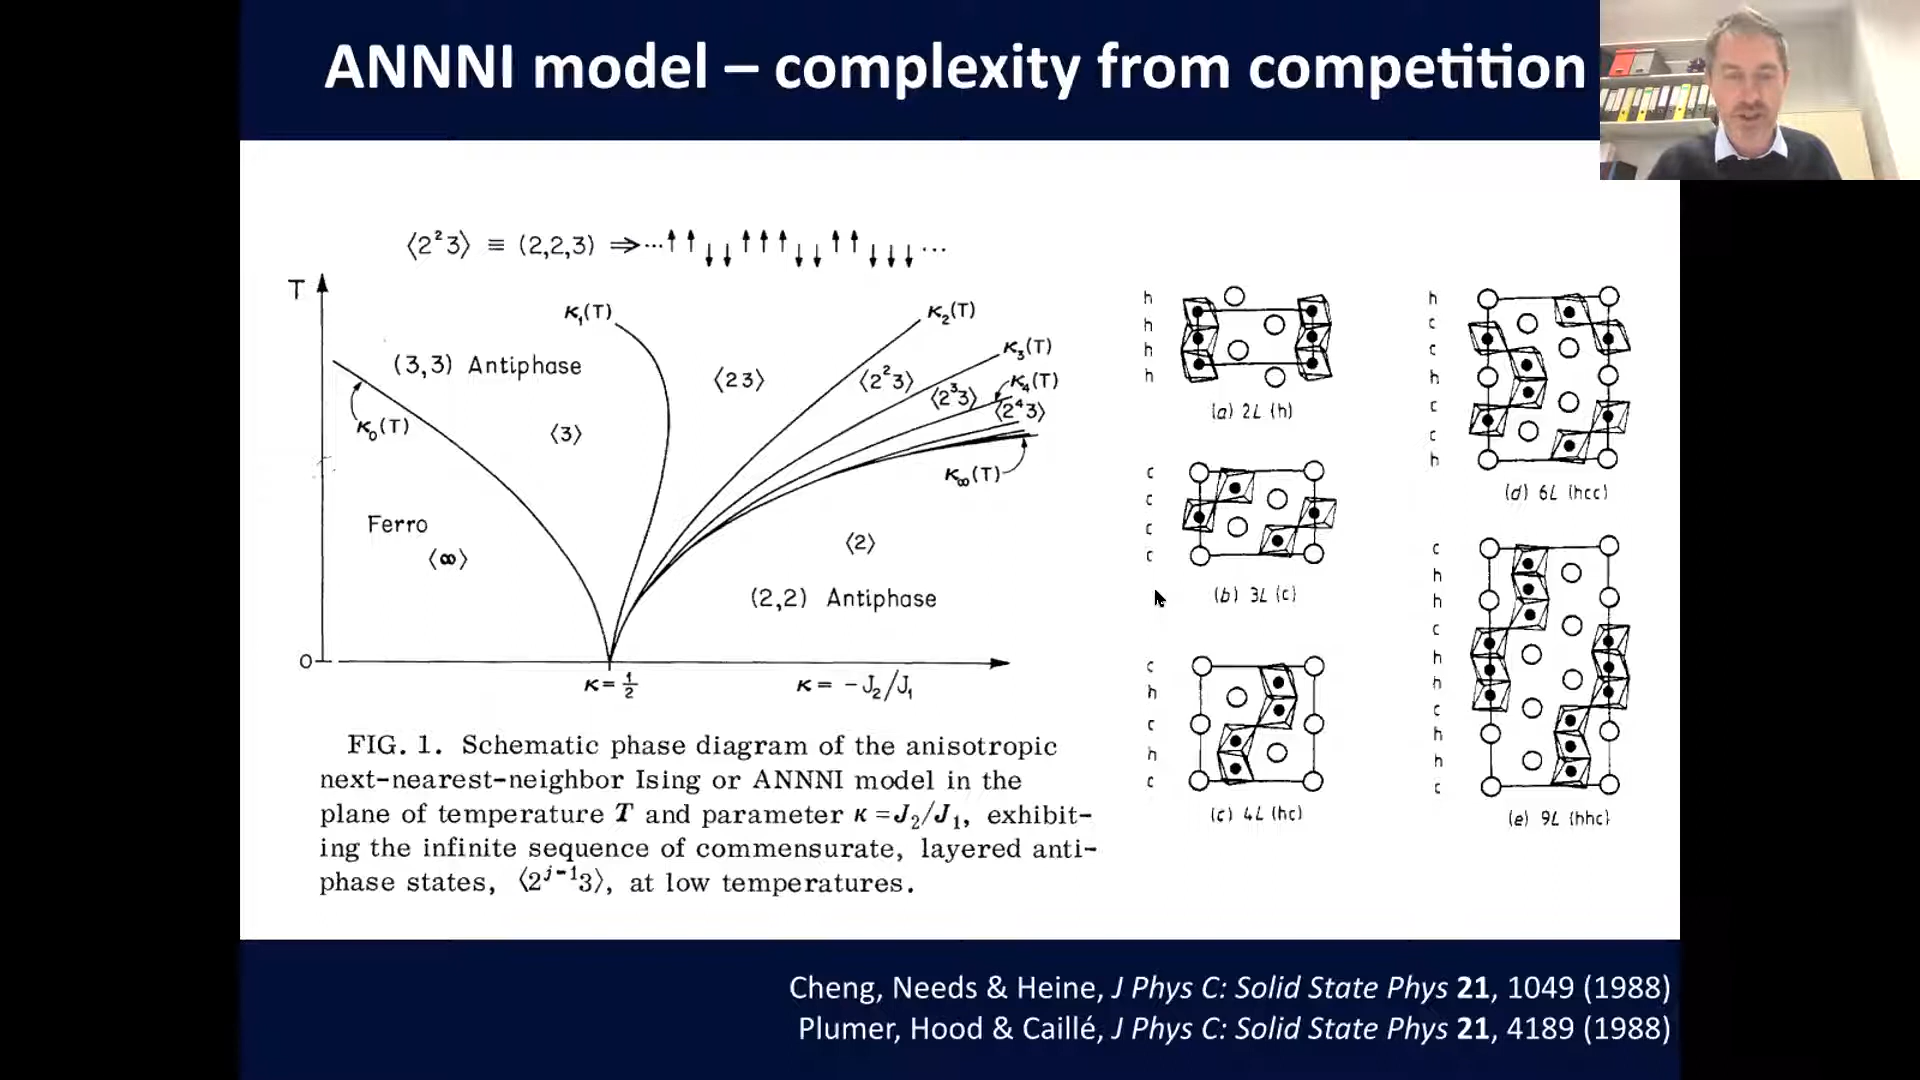 ANNNI model – complexity from competition
⟨2²3⟩ ≡ (2,2,3) ⇒ ···↑↑↓↓↑↑↑↓↓↑↑↓↓↓···
T
κ₁(T)
κ₂(T)
κ₃(T)
(3,3) Antiphase
⟨23⟩
⟨2²3⟩
κ₄(T)
⟨2³3⟩
⟨2⁴3⟩
κ₀(T)
⟨3⟩
κ∞(T)
Ferro
⟨∞⟩
⟨2⟩
(2,2) Antiphase
0
κ= ½
κ= −J₂/J₁
FIG. 1. Schematic phase diagram of the anisotropic
next-nearest-neighbor Ising or ANNNI model in the
plane of temperature T and parameter κ =J₂/J₁, exhibit-
ing the infinite sequence of commensurate, layered anti-
phase states, ⟨2ʲ⁻¹3⟩, at low temperatures.
h
h
h
h
(a) 2L (h)
c
c
c
c
(b) 3L (c)
c
h
c
h
c
(c) 4L (hc)
h
c
c
h
c
c
h
(d) 6L (hcc)
c
h
h
c
h
h
c
h
h
c
(e) 9L (hhc)
Cheng, Needs & Heine, J Phys C: Solid State Phys 21, 1049 (1988)
Plumer, Hood & Caillé, J Phys C: Solid State Phys 21, 4189 (1988)